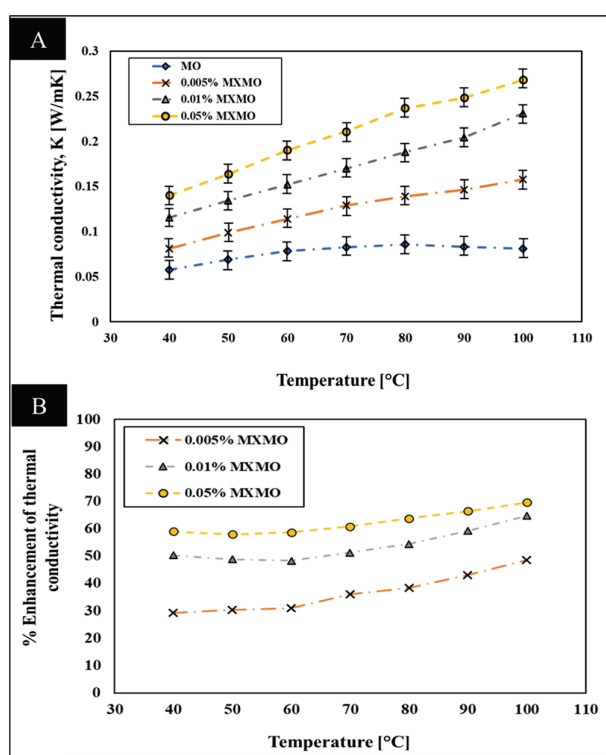 A
Thermal conductivity, K [W/mK]
0.3
0.25
0.2
0.15
0.1
0.05
0
MO
0.005% MXMO
0.01% MXMO
0.05% MXMO
30 40 50 60 70 80 90 100 110
Temperature [°C]
B
% Enhancement of thermal
conductivity
100
90
80
70
60
50
40
30
20
10
0
0.005% MXMO
0.01% MXMO
0.05% MXMO
30 40 50 60 70 80 90 100 110
Temperature [°C]